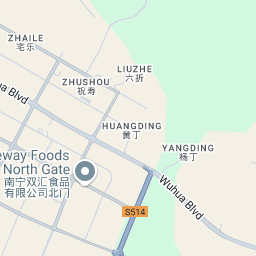 ZHAILE
宅乐
LIUZHE
六折
ZHUSHOU
祝寿
Wuhua Blvd
HUANGDING
黄丁
YANGDING
杨丁
eway Foods
North Gate
南宁双汇食品
有限公司北门
Wuhua Blvd
S514